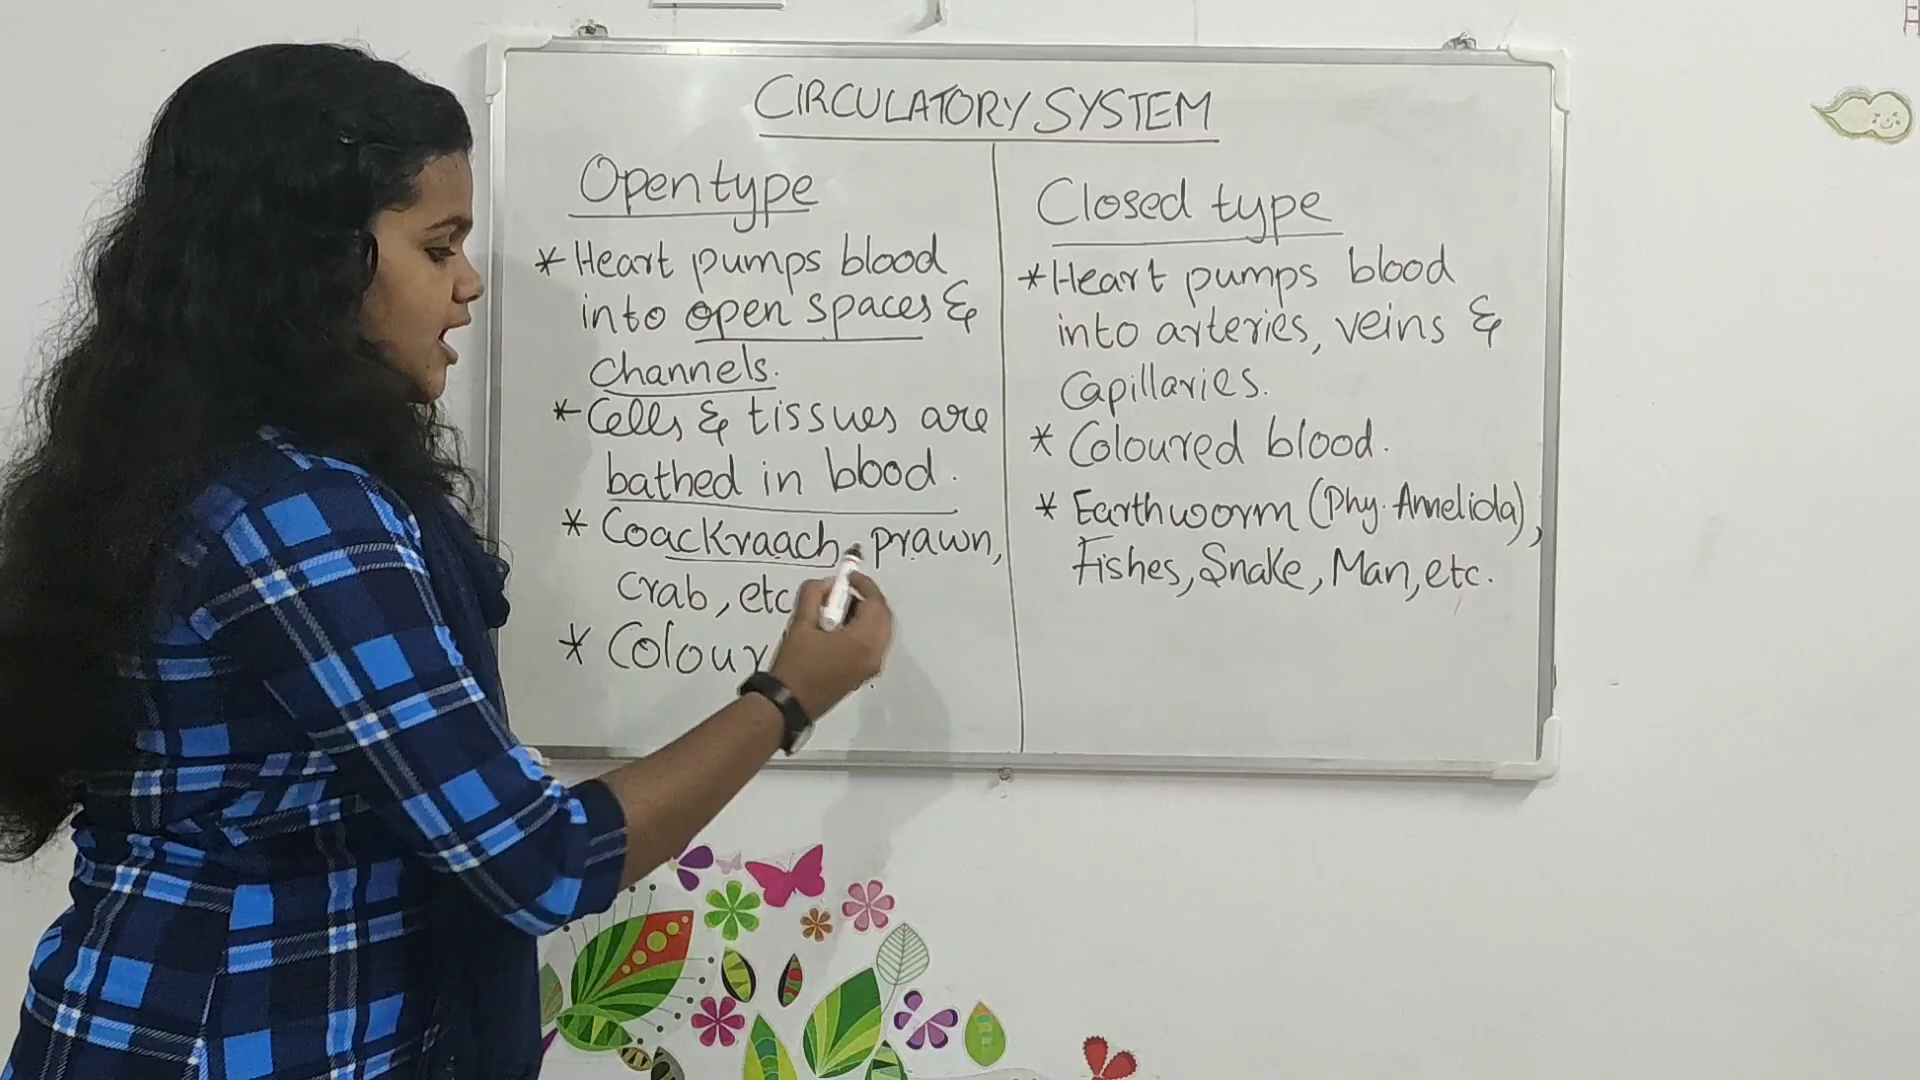 CIRCULATORY SYSTEM
Open type
* Heart pumps blood
into open spaces &
channels.
* Cells & tissues are
bathed in blood.
* Coackraach, prawn,
Crab, etc
* Colour
Closed type
* Heart pumps blood
into arteries, veins &
Capillaries.
* Coloured blood.
* Earthworm (Phy. Annelida),
Fishes, Snake, Man, etc.